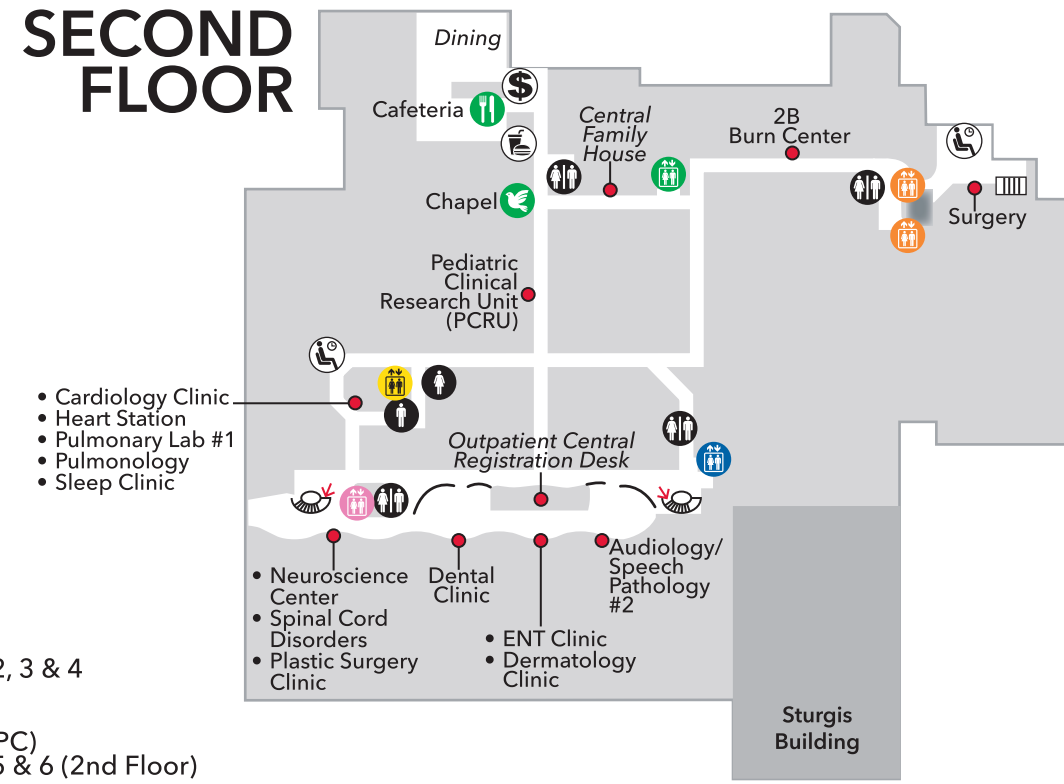 SECOND
FLOOR
Dining
$
Cafeteria
Central
Family
House
2B
Burn Center
Chapel
Surgery
Pediatric
Clinical
Research Unit
(PCRU)
• Cardiology Clinic
• Heart Station
• Pulmonary Lab #1
• Pulmonology
• Sleep Clinic
Outpatient Central
Registration Desk
• Neuroscience
Center
• Spinal Cord
Disorders
• Plastic Surgery
Clinic
Dental
Clinic
• ENT Clinic
• Dermatology
Clinic
Audiology/
Speech
Pathology
#2
2, 3 & 4
PC)
5 & 6 (2nd Floor)
Sturgis
Building